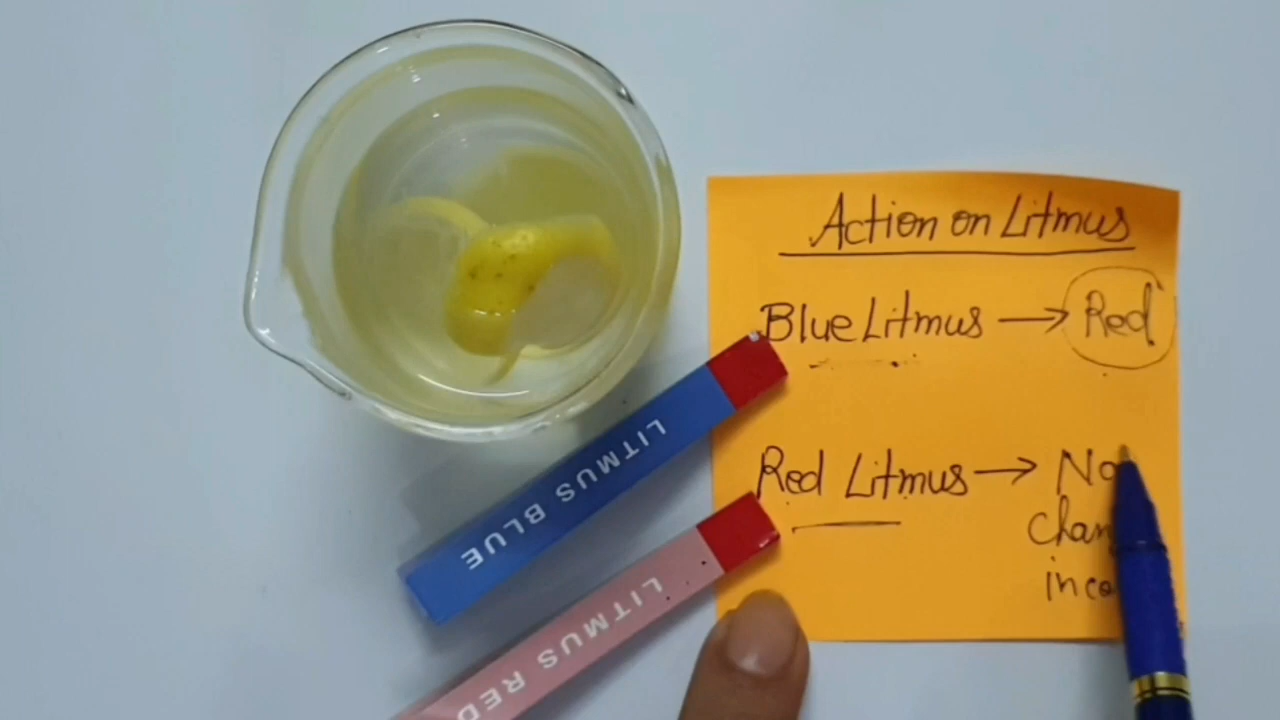 Action on Litmus
Blue Litmus → Red
Red Litmus → No
LITMUS BLUE
LITMUS RED